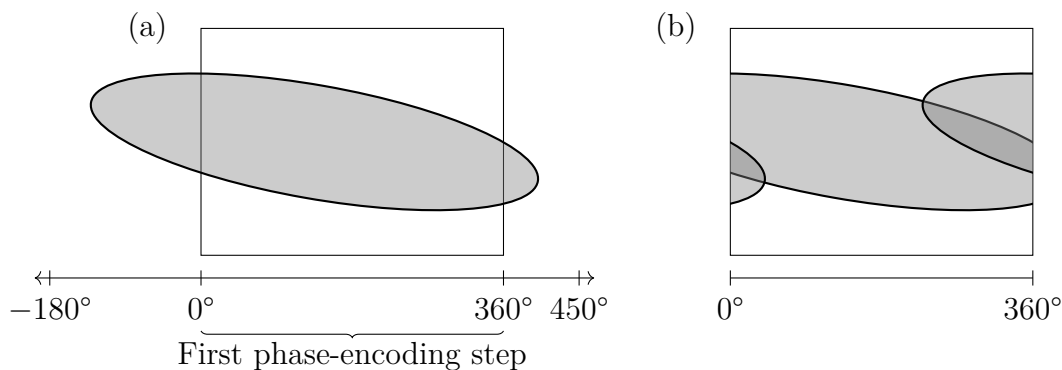 (a)
(b)
−180° 0° 360° 450°
0° 360°
First phase-encoding step